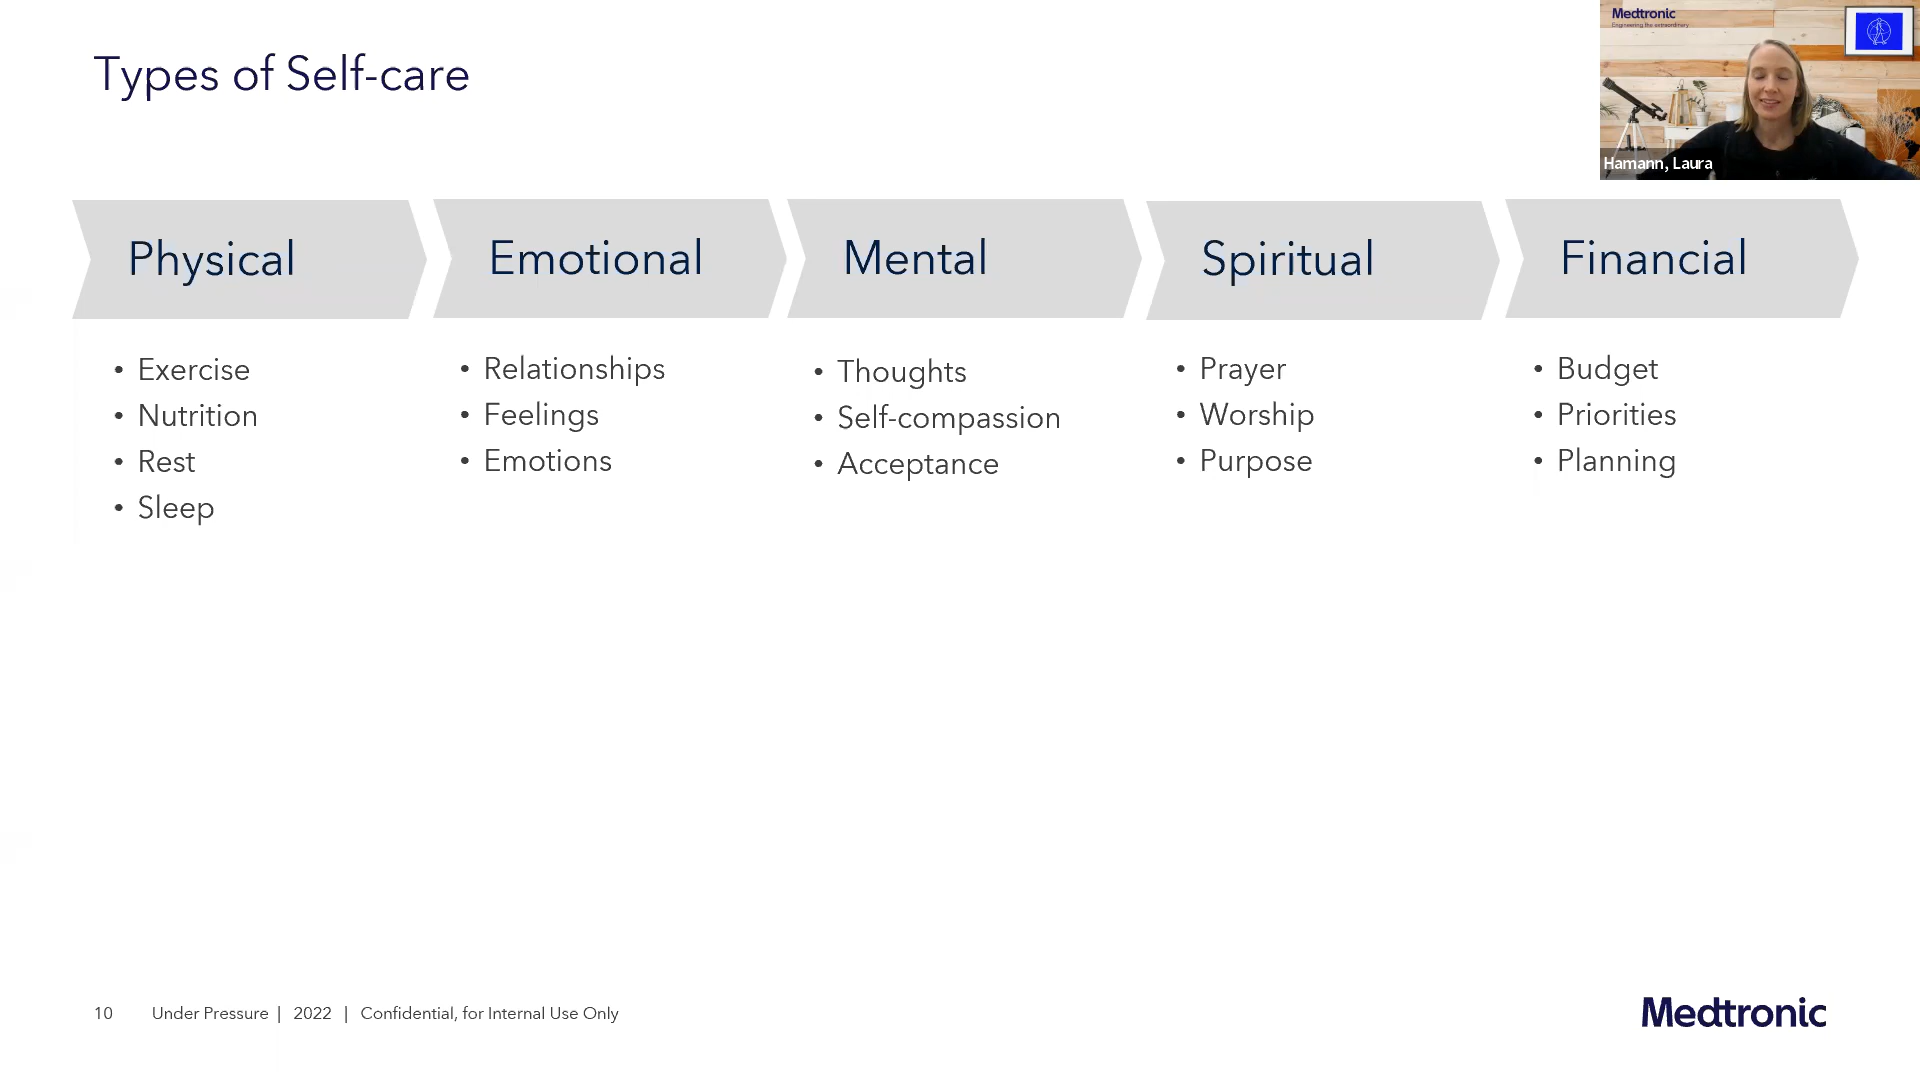 Types of Self-care
Medtronic
Engineering the extraordinary
Hamann, Laura
Physical
Emotional
Mental
Spiritual
Financial
• Exercise
• Nutrition
• Rest
• Sleep
• Relationships
• Feelings
• Emotions
• Thoughts
• Self-compassion
• Acceptance
• Prayer
• Worship
• Purpose
• Budget
• Priorities
• Planning
10 Under Pressure | 2022 | Confidential, for Internal Use Only
Medtronic